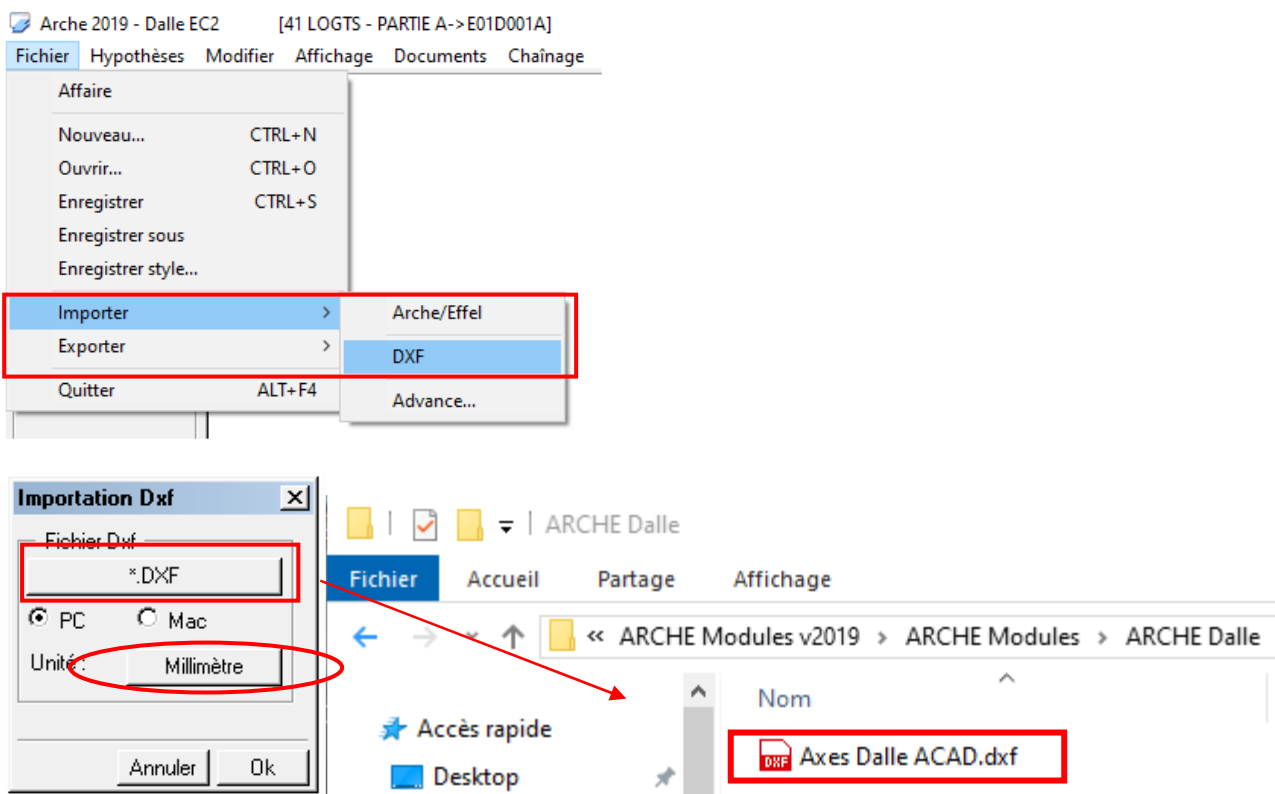 Arche 2019 - Dalle EC2 [41 LOGTS - PARTIE A->E01D001A]
Fichier Hypothèses Modifier Affichage Documents Chaînage
Affaire
Nouveau... CTRL+N
Ouvrir... CTRL+O
Enregistrer CTRL+S
Enregistrer sous
Enregistrer style...
Importer >
Exporter >
Quitter ALT+F4
Arche/Effel
DXF
Advance...
Importation Dxf
Fichier Dxf
*.DXF
PC Mac
Unité : Millimètre
Annuler Ok
ARCHE Dalle
Fichier Accueil Partage Affichage
« ARCHE Modules v2019 > ARCHE Modules > ARCHE Dalle
Nom
Accès rapide
Desktop
DXF Axes Dalle ACAD.dxf